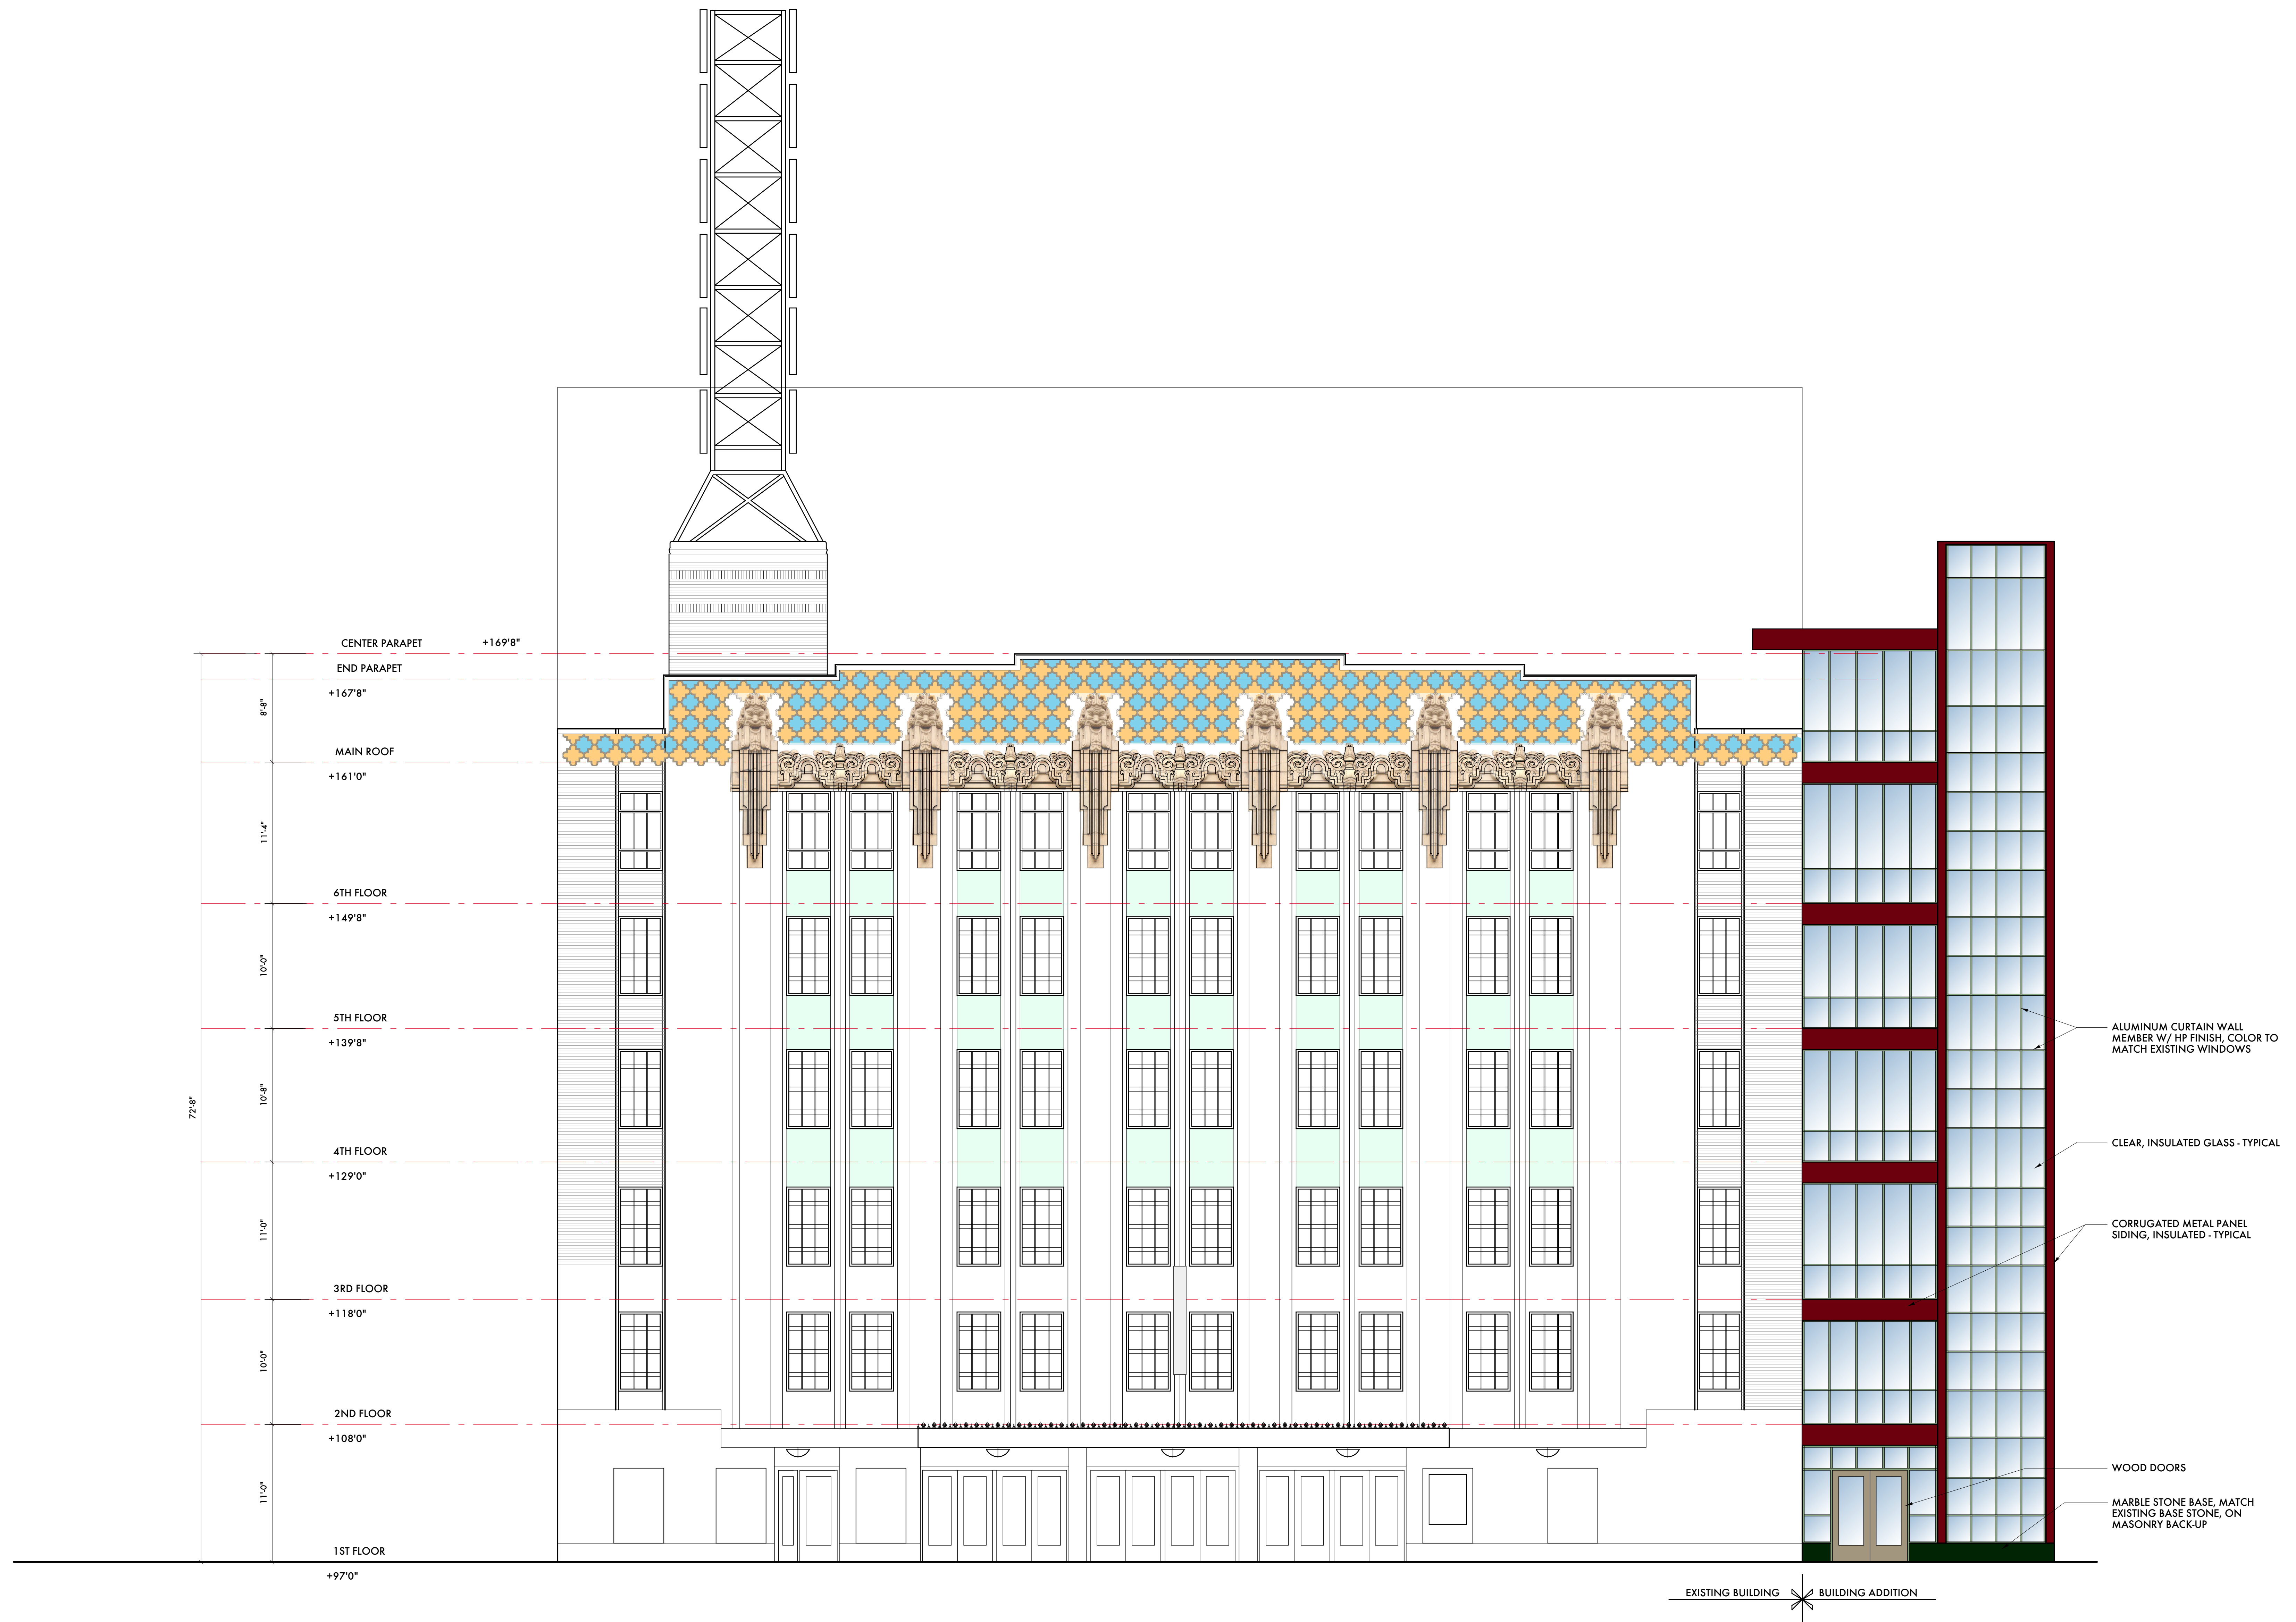 CENTER PARAPET +169'8"
END PARAPET
+167'8"
8'-8"
MAIN ROOF
+161'0"
11'-4"
6TH FLOOR
+149'8"
10'-0"
5TH FLOOR
+139'8"
10'-8"
72'-8"
4TH FLOOR
+129'0"
11'-0"
3RD FLOOR
+118'0"
10'-0"
2ND FLOOR
+108'0"
11'-0"
1ST FLOOR
+97'0"
ALUMINUM CURTAIN WALL
MEMBER W/ HP FINISH, COLOR TO
MATCH EXISTING WINDOWS
CLEAR, INSULATED GLASS - TYPICAL
CORRUGATED METAL PANEL
SIDING, INSULATED - TYPICAL
WOOD DOORS
MARBLE STONE BASE, MATCH
EXISTING BASE STONE, ON
MASONRY BACK-UP
EXISTING BUILDING
BUILDING ADDITION